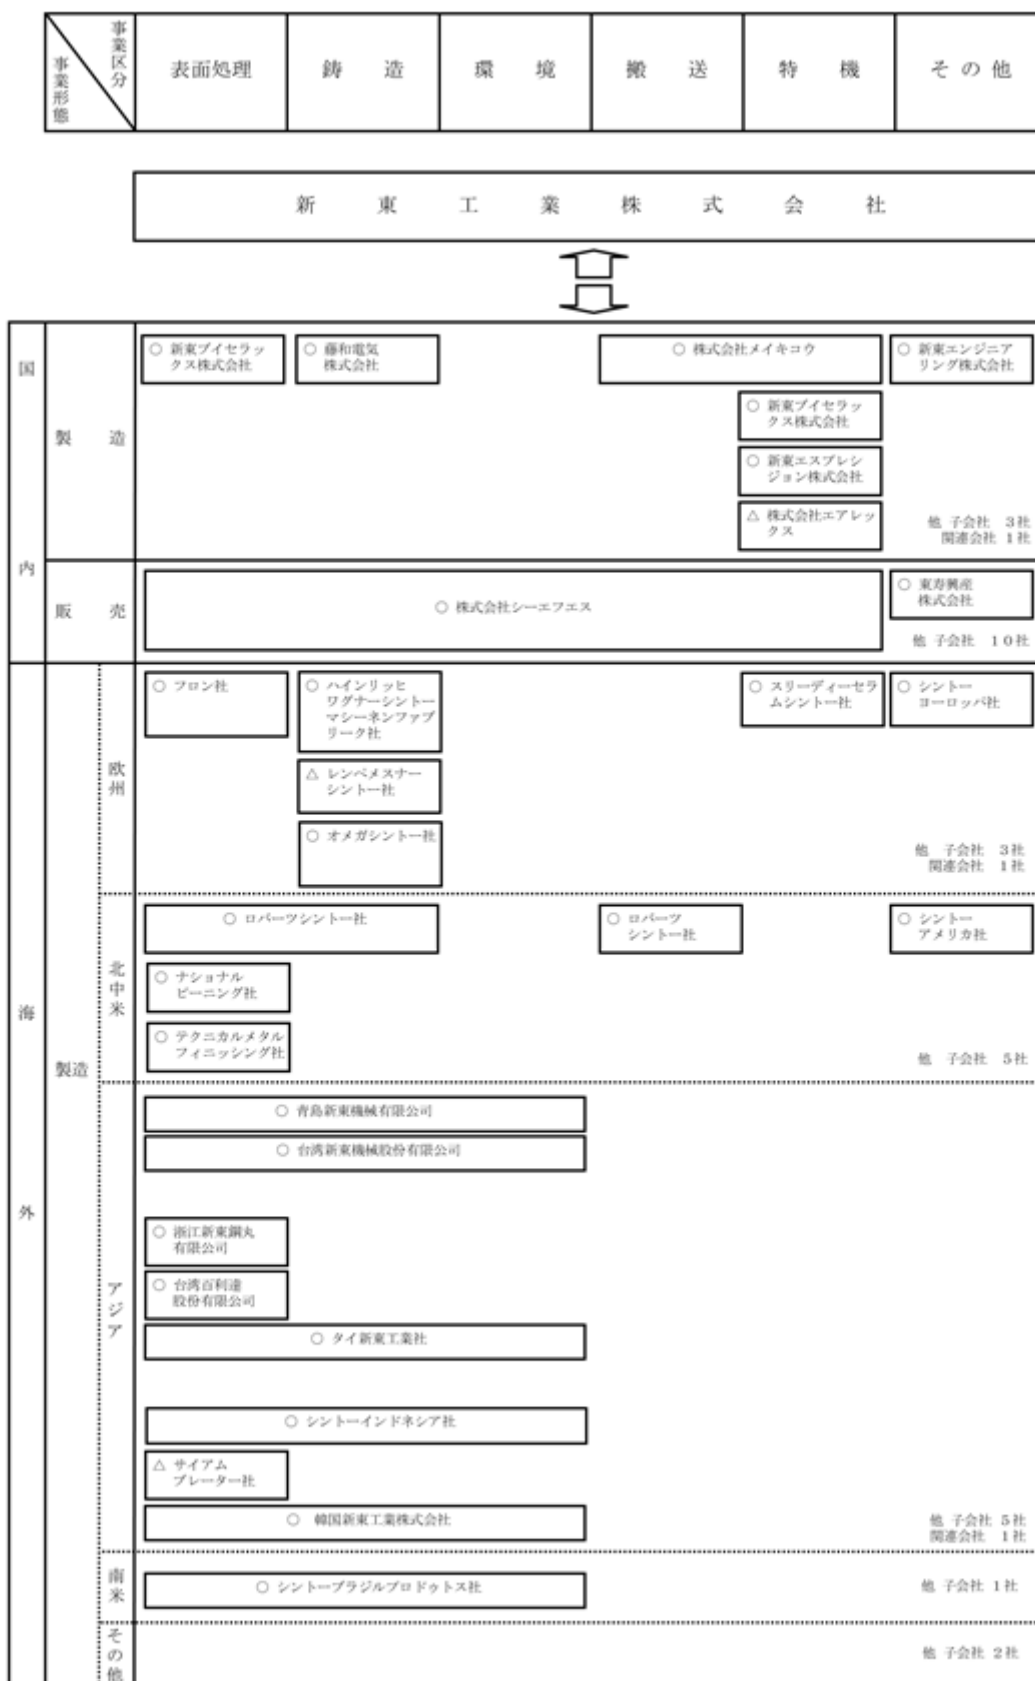 事業区分
事業形態
表面処理
鋳 造
環 境
搬 送
特 機
その他
新 東 工 業 株 式 会 社
国 内
製 造
○ 新東ブイセラッ
クス株式会社
○ 藤和電気
株式会社
○ 株式会社メイキコウ
○ 新東エンジニア
リング株式会社
○ 新東ブイセラッ
クス株式会社
○ 新東エスプレシ
ジョン株式会社
△ 株式会社エアレッ
クス
他 子会社 3社
関連会社 1社
販 売
○ 株式会社シーエフエス
○ 東寿興産
株式会社
他 子会社 10社
海 外
製造
欧州
○ フロン社
○ ハインリッヒ
ワグナーシントー
マシーネンファブ
リーク社
○ スリーディーセラ
ムシントー社
○ シントー
ヨーロッパ社
△ レンペメスナー
シントー社
○ オメガシントー社
他 子会社 3社
関連会社 1社
北中米
○ ロバーツシントー社
○ ロバーツ
シントー社
○ シントー
アメリカ社
○ ナショナル
ピーニング社
○ テクニカルメタル
フィニッシング社
他 子会社 5社
アジア
○ 青島新東機械有限公司
○ 台湾新東機械股份有限公司
○ 浙江新東鋼丸
有限公司
○ 台湾百利達
股份有限公司
○ タイ新東工業社
○ シントーインドネシア社
△ サイアム
ブレーター社
○ 韓国新東工業株式会社
他 子会社 5社
関連会社 1社
南米
○ シントーブラジルプロドゥトス社
他 子会社 1社
その他
他 子会社 2社